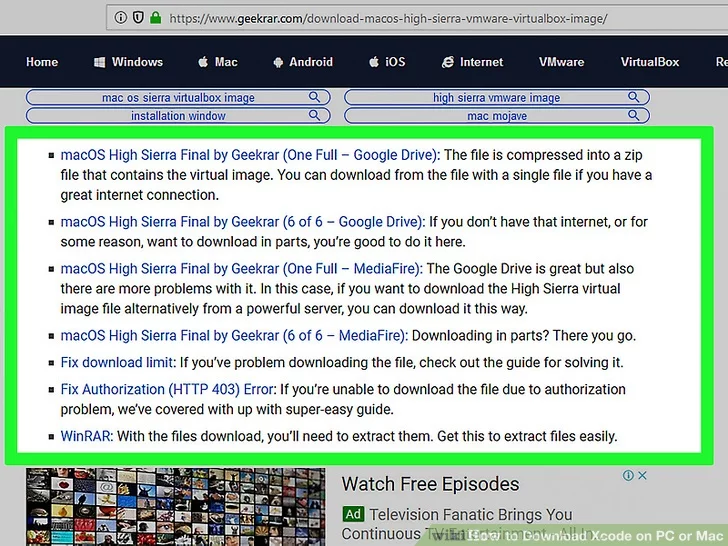 https://www.geekrar.com/download-macos-high-sierra-vmware-virtualbox-image/
Home Windows Mac Android iOS Internet VMware VirtualBox Re
mac os sierra virtualbox image high sierra vmware image
installation window mac mojave
macOS High Sierra Final by Geekrar (One Full – Google Drive): The file is compressed into a zip
file that contains the virtual image. You can download from the file with a single file if you have a
great internet connection.
macOS High Sierra Final by Geekrar (6 of 6 – Google Drive): If you don’t have that internet, or for
some reason, want to download in parts, you’re good to do it here.
macOS High Sierra Final by Geekrar (One Full – MediaFire): The Google Drive is great but also
there are more problems with it. In this case, if you want to download the High Sierra virtual
image file alternatively from a powerful server, you can download it this way.
macOS High Sierra Final by Geekrar (6 of 6 – MediaFire): Downloading in parts? There you go.
Fix download limit: If you’ve problem downloading the file, check out the guide for solving it.
Fix Authorization (HTTP 403) Error: If you’re unable to download the file due to authorization
problem, we’ve covered with up with super-easy guide.
WinRAR: With the files download, you’ll need to extract them. Get this to extract files easily.
Watch Free Episodes
Ad Television Fanatic Brings You
Continuous TV Entertainment. All In
wikiHow to Download Xcode on PC or Mac